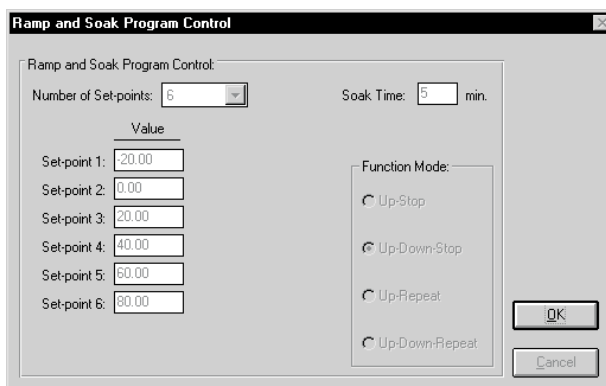 Ramp and Soak Program Control
Ramp and Soak Program Control:
Number of Set-points: 6
Soak Time: 5 min.
Value
Set-point 1: -20.00
Set-point 2: 0.00
Set-point 3: 20.00
Set-point 4: 40.00
Set-point 5: 60.00
Set-point 6: 80.00
Function Mode:
Up-Stop
Up-Down-Stop
Up-Repeat
Up-Down-Repeat
OK
Cancel